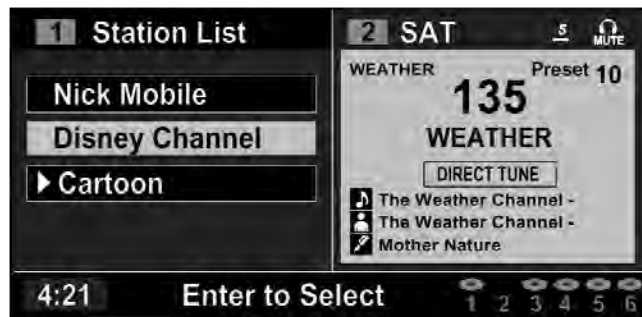 1 Station List
Nick Mobile
Disney Channel
Cartoon
2 SAT
5
MUTE
WEATHER Preset 10
135
WEATHER
DIRECT TUNE
The Weather Channel -
The Weather Channel -
Mother Nature
4:21 Enter to Select 1 2 3 4 5 6